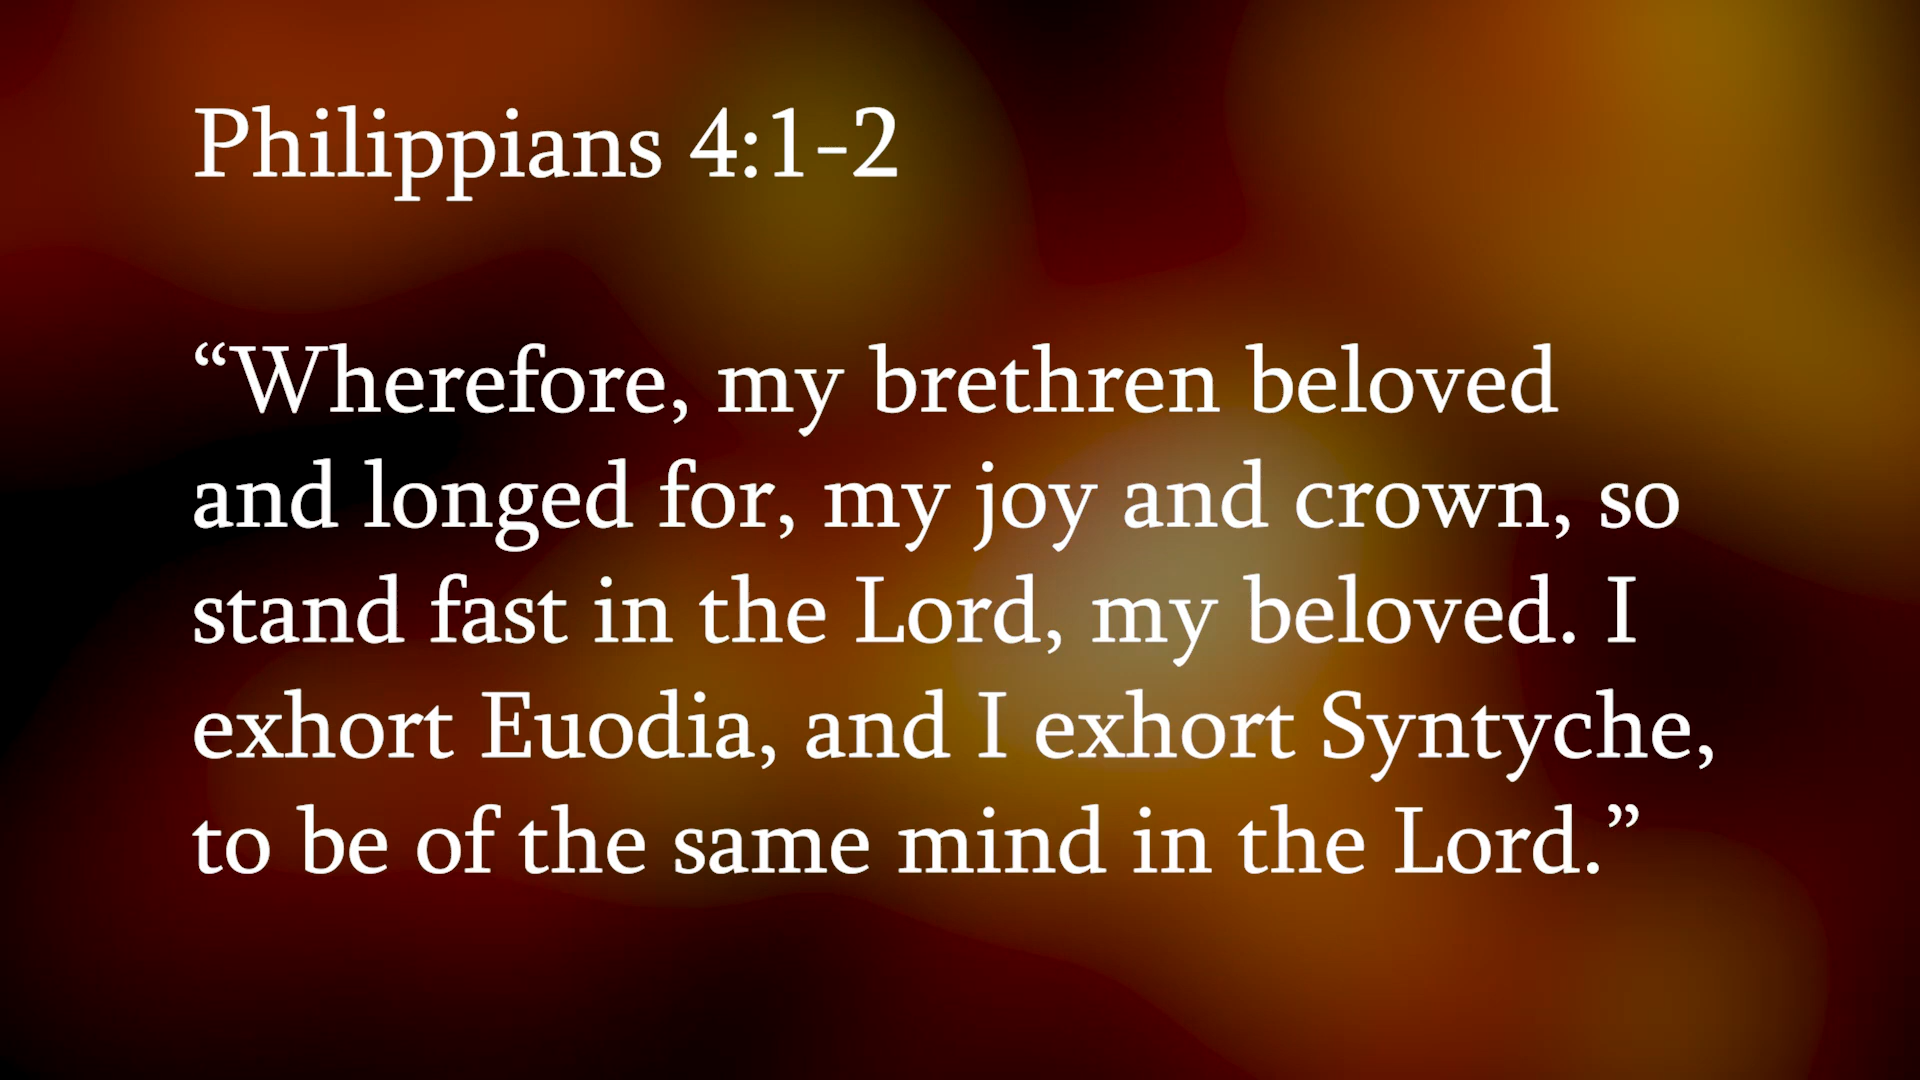 Philippians 4:1-2
“Wherefore, my brethren beloved
and longed for, my joy and crown, so
stand fast in the Lord, my beloved. I
exhort Euodia, and I exhort Syntyche,
to be of the same mind in the Lord.”